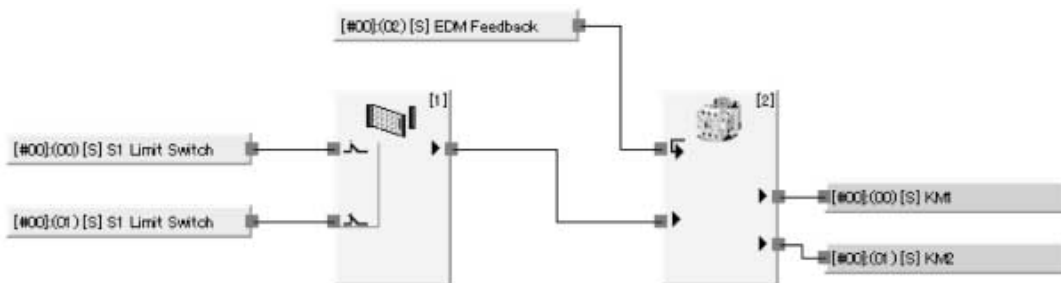 [#00]:(02) [S] EDM Feedback
[1]
[2]
[#00]:(00) [S] S1 Limit Switch
[#00]:(00) [S] KM1
[#00]:(01) [S] S1 Limit Switch
[#00]:(01) [S] KM2